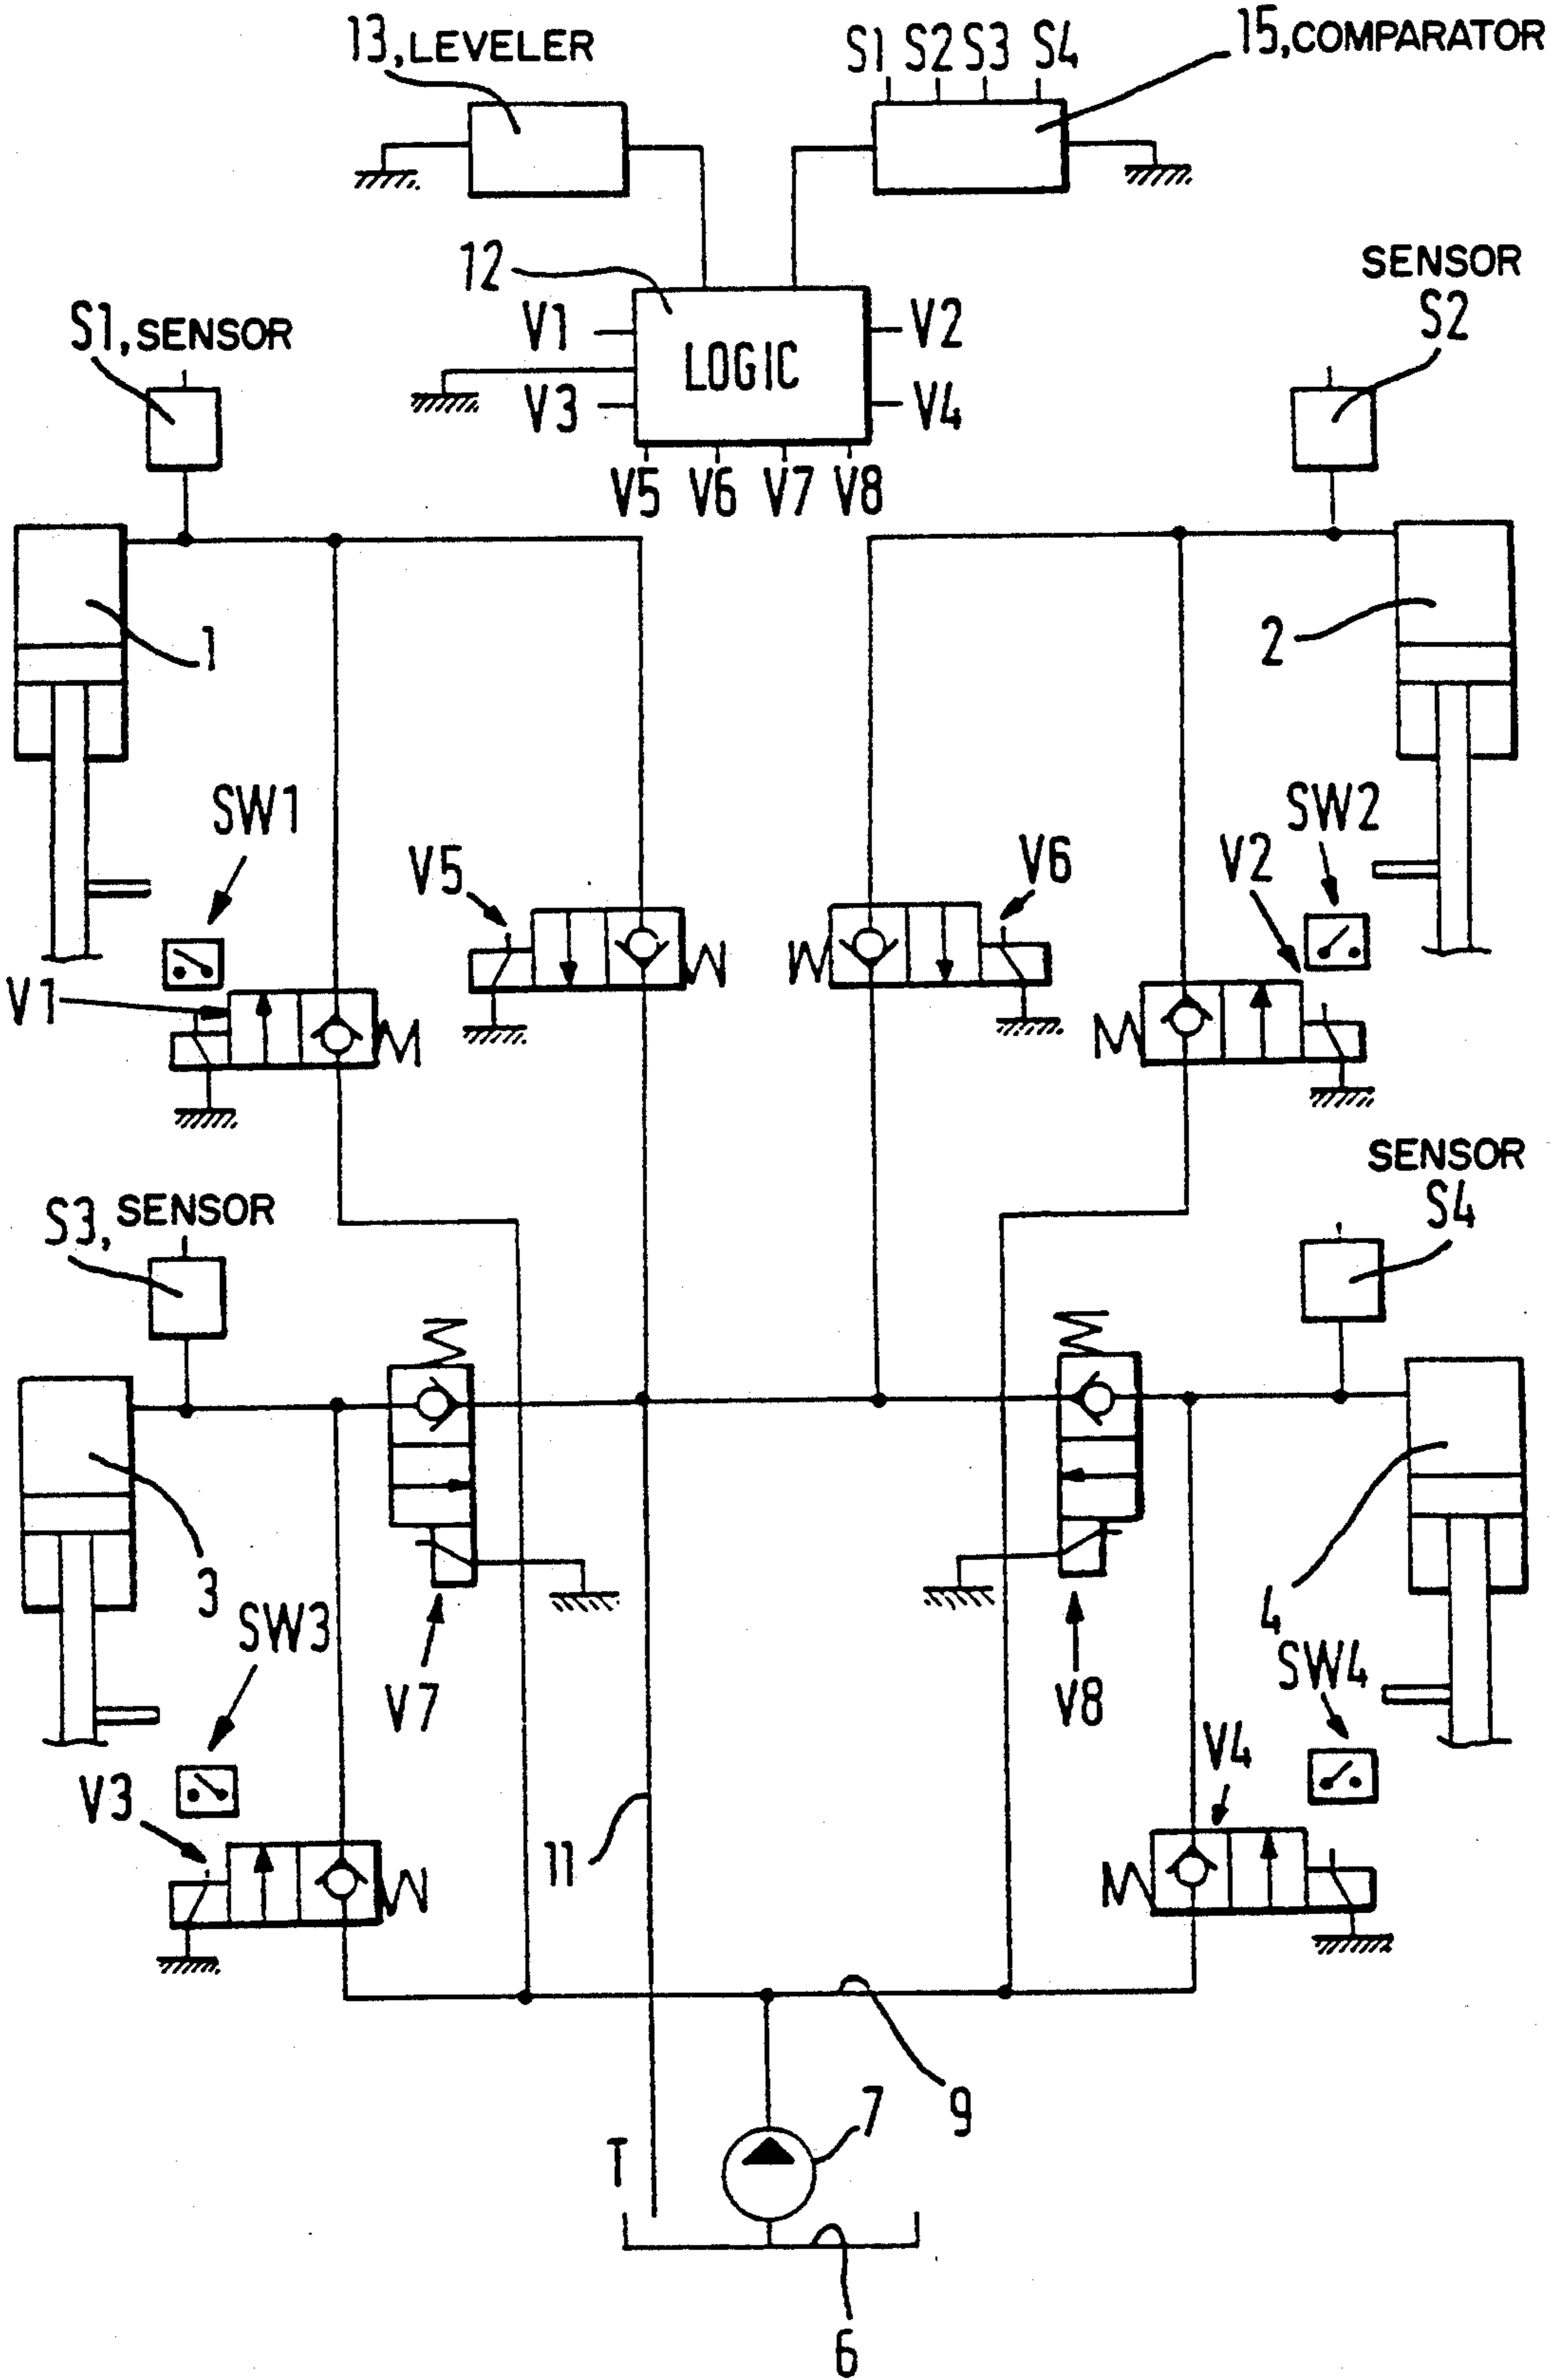 13, LEVELER
S1 S2 S3 S4
15, COMPARATOR
12
V1
LOGIC
V2
V3
V4
V5 V6 V7 V8
S1, SENSOR
SENSOR
S2
1
2
SW1
V5
V6
SW2
V2
V1
SENSOR
S4
S3, SENSOR
3
4
SW3
V7
V8
SW4
V3
V4
11
9
7
T
6